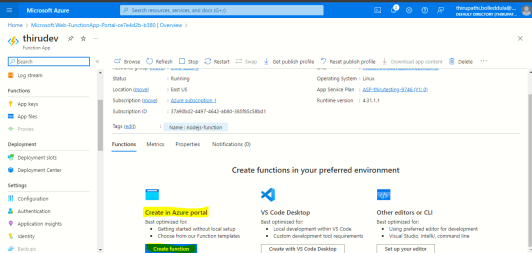 Microsoft Azure
Search resources, services, and docs (G+/)
thirupathi.bolleddula@...
DEFAULT DIRECTORY (THIRUPATHI...
Home > Microsoft.Web-FunctionApp-Portal-ce7e4d2b-b380 | Overview >
thirudev
Function App
Search
Browse
Refresh
Stop
Restart
Swap
Get publish profile
Reset publish profile
Download app content
Delete
Log stream
Functions
App keys
App files
Proxies
Deployment
Deployment slots
Deployment Center
Settings
Configuration
Authentication
Application Insights
Identity
Backups
Status : Running
Location (move) : East US
Subscription (move) : Azure subscription 1
Subscription ID : 37a90bd2-4497-4642-ab80-365f65c58bd1
Operating System : Linux
App Service Plan : ASP-thirutesting-9746 (Y1: 0)
Runtime version : 4.31.1.1
Tags (edit) : Name : nodejs-function
Functions
Metrics
Properties
Notifications (0)
Create functions in your preferred environment
Create in Azure portal
Best optimized for:
• Getting started without local setup
• Choose from our Function templates
Create function
VS Code Desktop
Best optimized for:
• Local development within VS Code
• Custom development tool requirements
Create with VS Code Desktop
Other editors or CLI
Best optimized for:
• Using preferred editor for development
• Visual Studio, IntelliJ, command line
Set up your editor